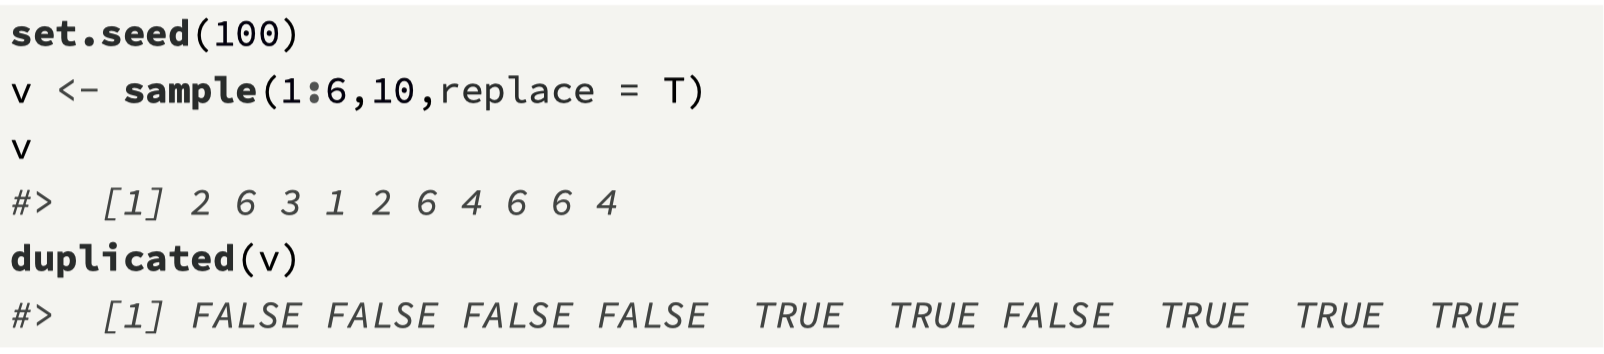 set.seed(100)
v <- sample(1:6,10,replace = T)
v
#>  [1] 2 6 3 1 2 6 4 6 6 4
duplicated(v)
#>  [1] FALSE FALSE FALSE FALSE  TRUE  TRUE FALSE  TRUE  TRUE  TRUE